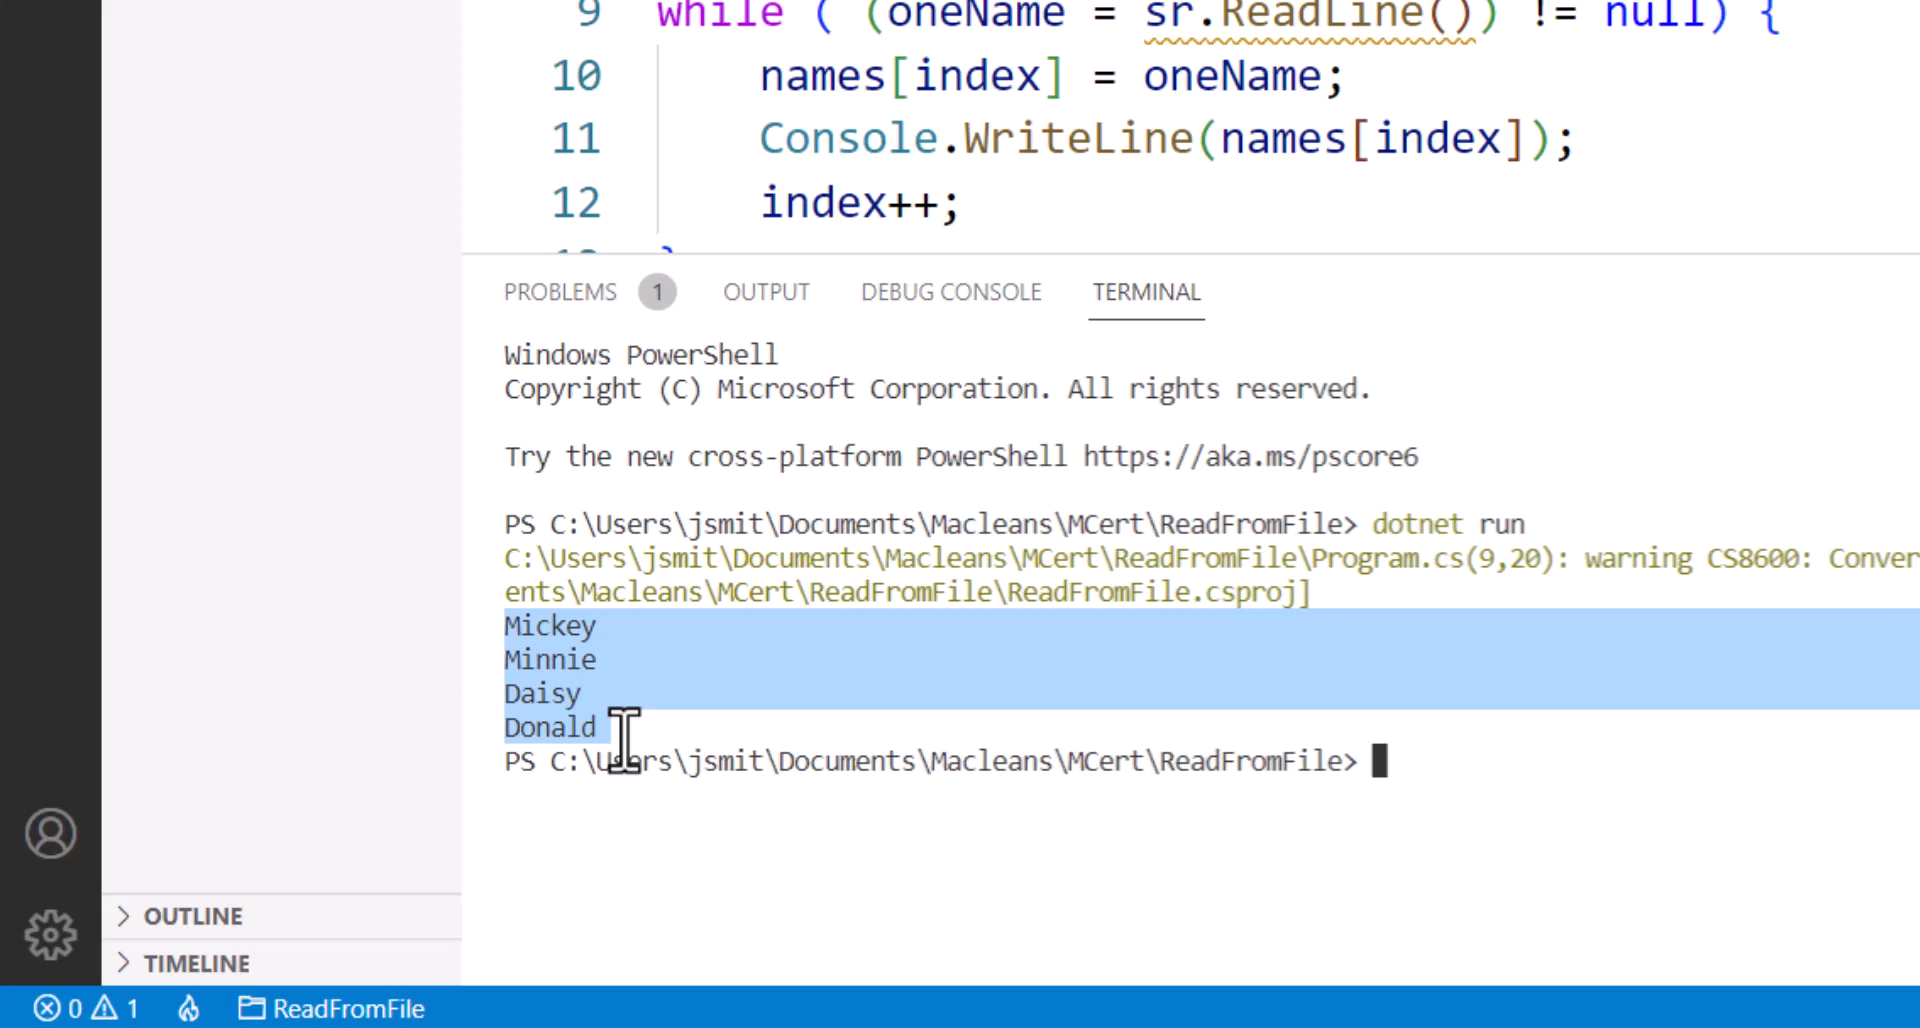 9 while ( (oneName = sr.ReadLine()) != null) {
10 names[index] = oneName;
11 Console.WriteLine(names[index]);
12 index++;
}
PROBLEMS 1 OUTPUT DEBUG CONSOLE TERMINAL
Windows PowerShell
Copyright (C) Microsoft Corporation. All rights reserved.
Try the new cross-platform PowerShell https://aka.ms/pscore6
PS C:\Users\jsmit\Documents\Macleans\MCert\ReadFromFile> dotnet run
C:\Users\jsmit\Documents\Macleans\MCert\ReadFromFile\Program.cs(9,20): warning CS8600: Conver
ents\Macleans\MCert\ReadFromFile\ReadFromFile.csproj]
Mickey
Minnie
Daisy
Donald
PS C:\Users\jsmit\Documents\Macleans\MCert\ReadFromFile>
OUTLINE
TIMELINE
0 1 ReadFromFile